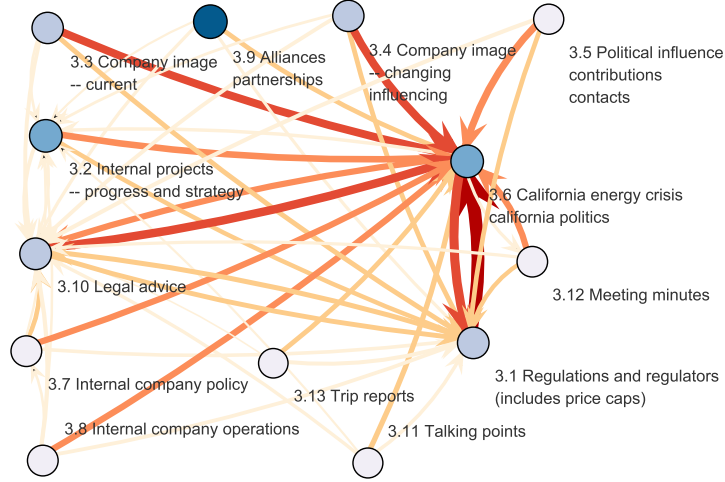 3.3 Company image
-- current
3.9 Alliances
partnerships
3.4 Company image
-- changing
influencing
3.5 Political influence
contributions
contacts
3.2 Internal projects
-- progress and strategy
3.6 California energy crisis
california politics
3.10 Legal advice
3.12 Meeting minutes
3.7 Internal company policy
3.13 Trip reports
3.1 Regulations and regulators
(includes price caps)
3.8 Internal company operations
3.11 Talking points